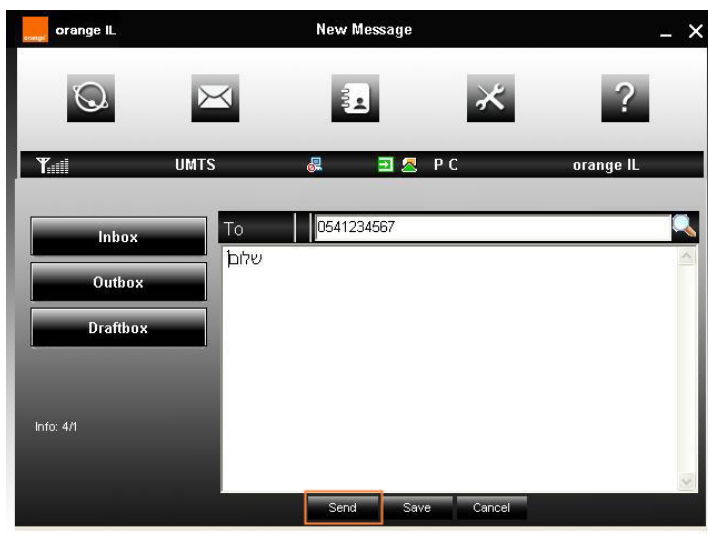 orange orange IL New Message
UMTS P C orange IL
Inbox
Outbox
Draftbox
Info: 4/1
To 0541234567
שלום
Send Save Cancel